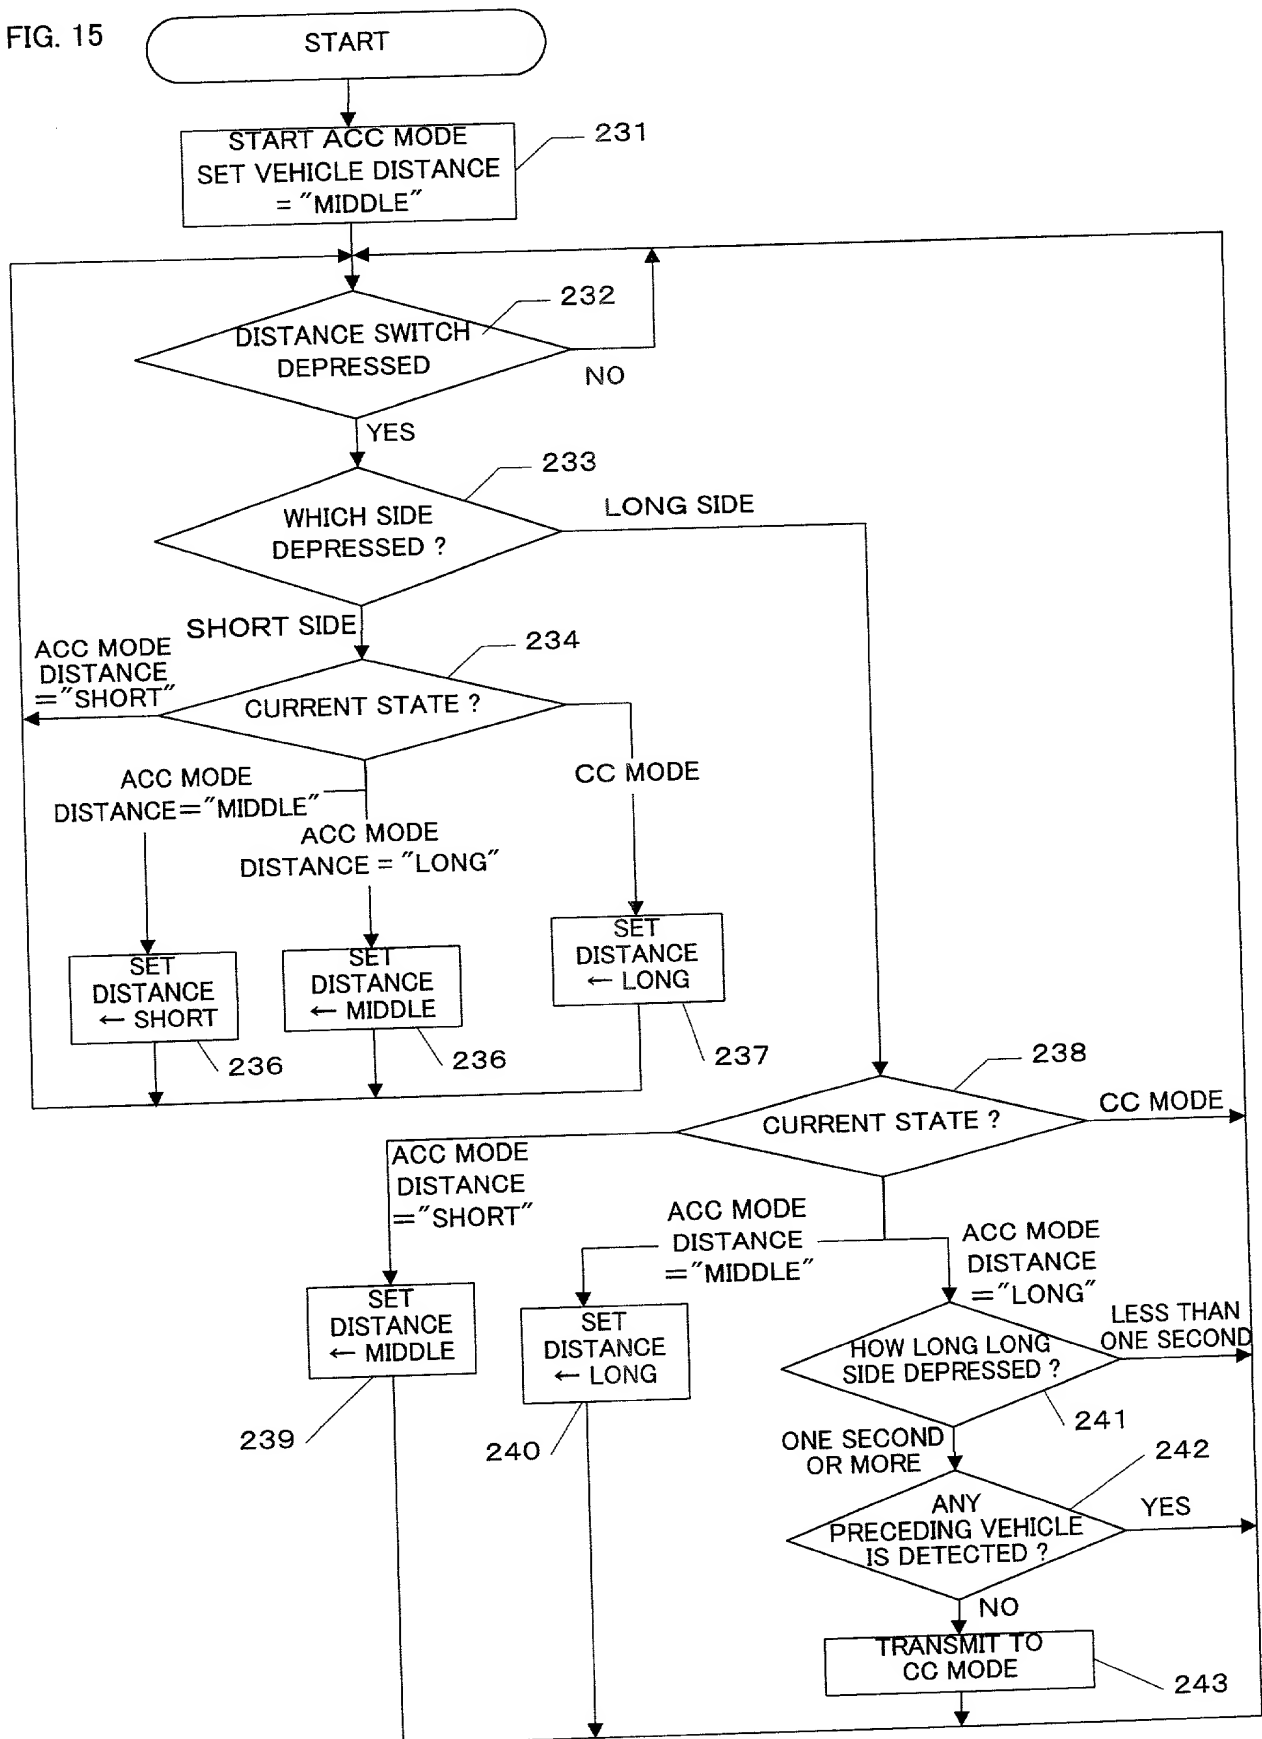 FIG. 15
START
START ACC MODE
SET VEHICLE DISTANCE
= "MIDDLE"
231
DISTANCE SWITCH
DEPRESSED
232
NO
YES
WHICH SIDE
DEPRESSED ?
233
LONG SIDE
SHORT SIDE
ACC MODE
DISTANCE
="SHORT"
CURRENT STATE ?
234
ACC MODE
DISTANCE="MIDDLE"
ACC MODE
DISTANCE = "LONG"
CC MODE
SET
DISTANCE
← SHORT
236
SET
DISTANCE
← MIDDLE
236
SET
DISTANCE
← LONG
237
CURRENT STATE ?
238
CC MODE
ACC MODE
DISTANCE
="SHORT"
ACC MODE
DISTANCE
="MIDDLE"
ACC MODE
DISTANCE
="LONG"
SET
DISTANCE
← MIDDLE
239
SET
DISTANCE
← LONG
240
HOW LONG LONG
SIDE DEPRESSED ?
241
LESS THAN
ONE SECOND
ONE SECOND
OR MORE
ANY
PRECEDING VEHICLE
IS DETECTED ?
242
YES
NO
TRANSMIT TO
CC MODE
243